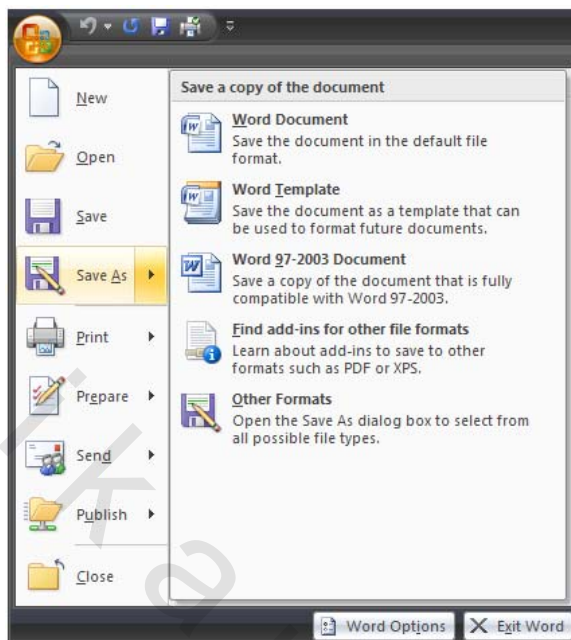 New
Open
Save
Save As
Print
Prepare
Send
Publish
Close
Save a copy of the document
Word Document
Save the document in the default file
format.
Word Template
Save the document as a template that can
be used to format future documents.
Word 97-2003 Document
Save a copy of the document that is fully
compatible with Word 97-2003.
Find add-ins for other file formats
Learn about add-ins to save to other
formats such as PDF or XPS.
Other Formats
Open the Save As dialog box to select from
all possible file types.
Word Options
Exit Word